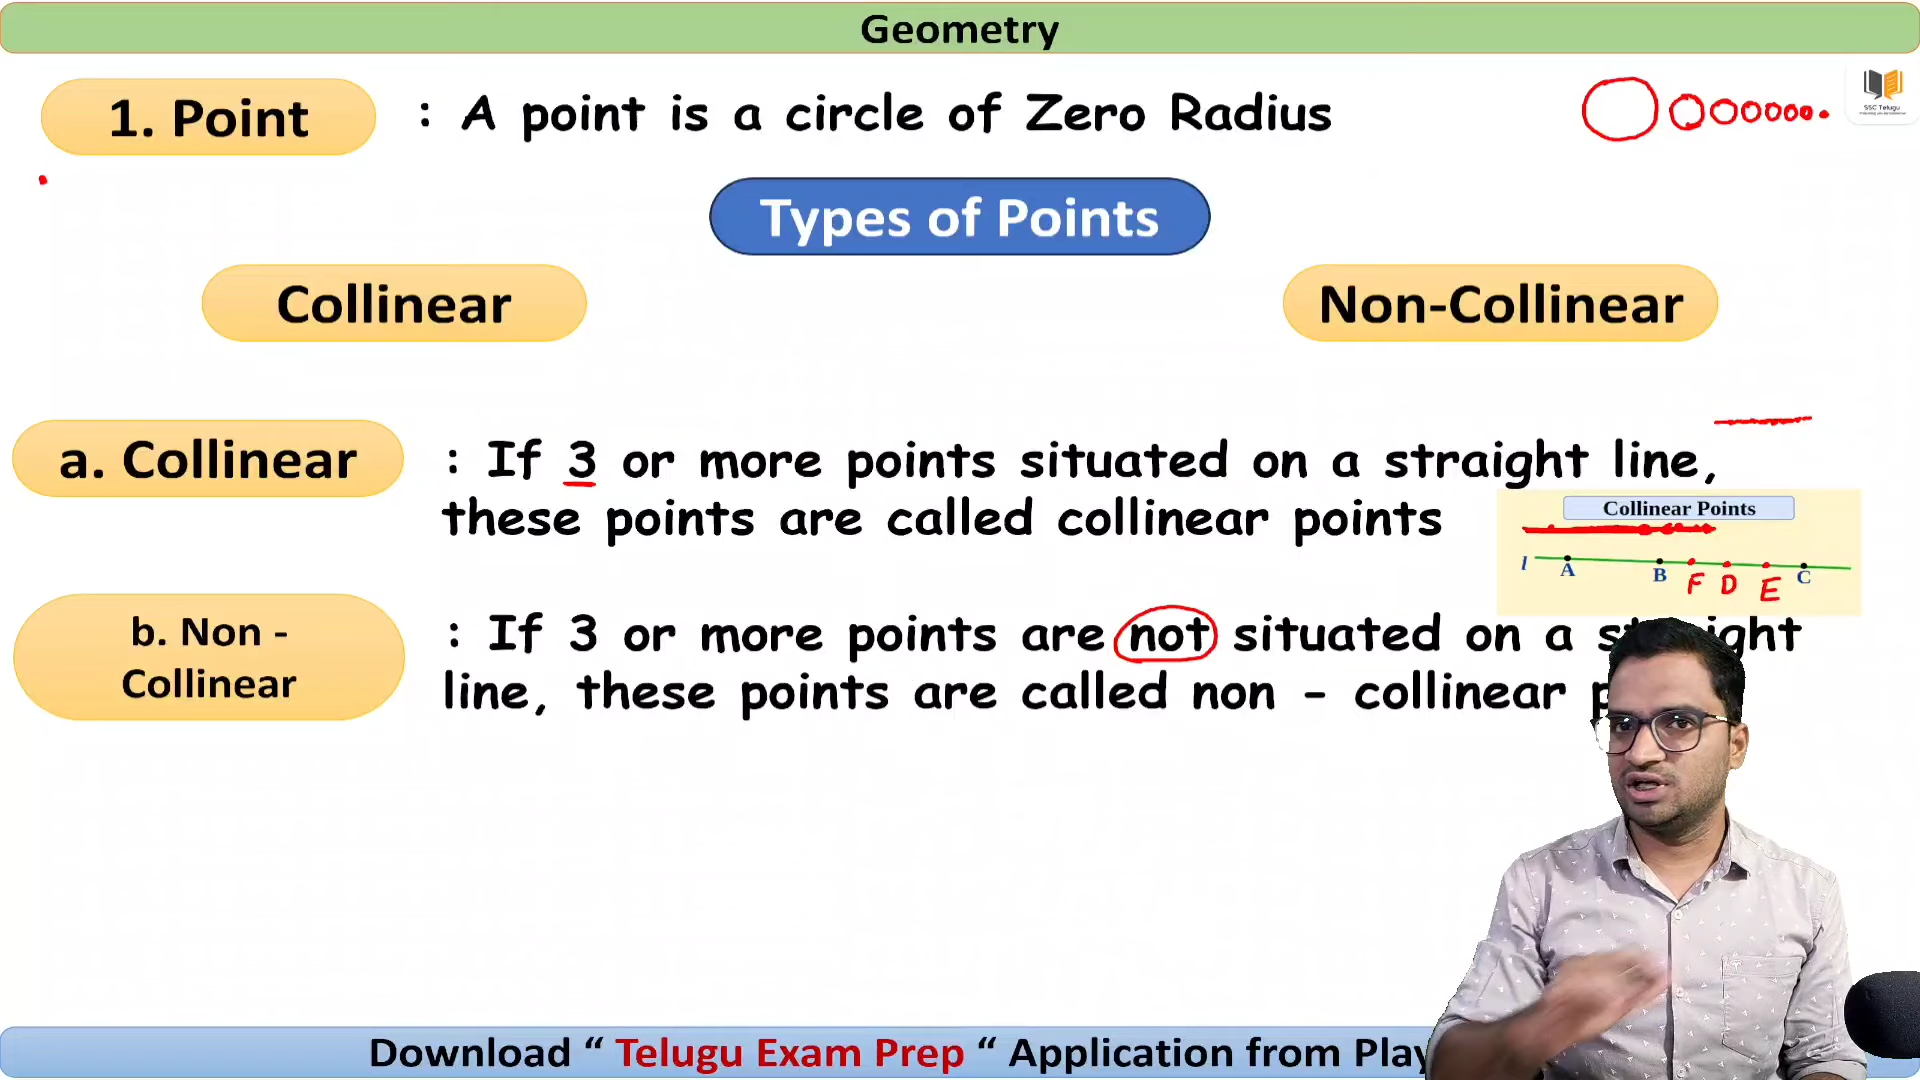 Geometry
1. Point
: A point is a circle of Zero Radius
SSC Telugu
Types of Points
Collinear
Non-Collinear
a. Collinear
: If 3 or more points situated on a straight line,
these points are called collinear points
Collinear Points
l A B F D E C
b. Non -
Collinear
: If 3 or more points are not situated on a
line, these points are called non - collinear
Download “ Telugu Exam Prep “ Application from Play